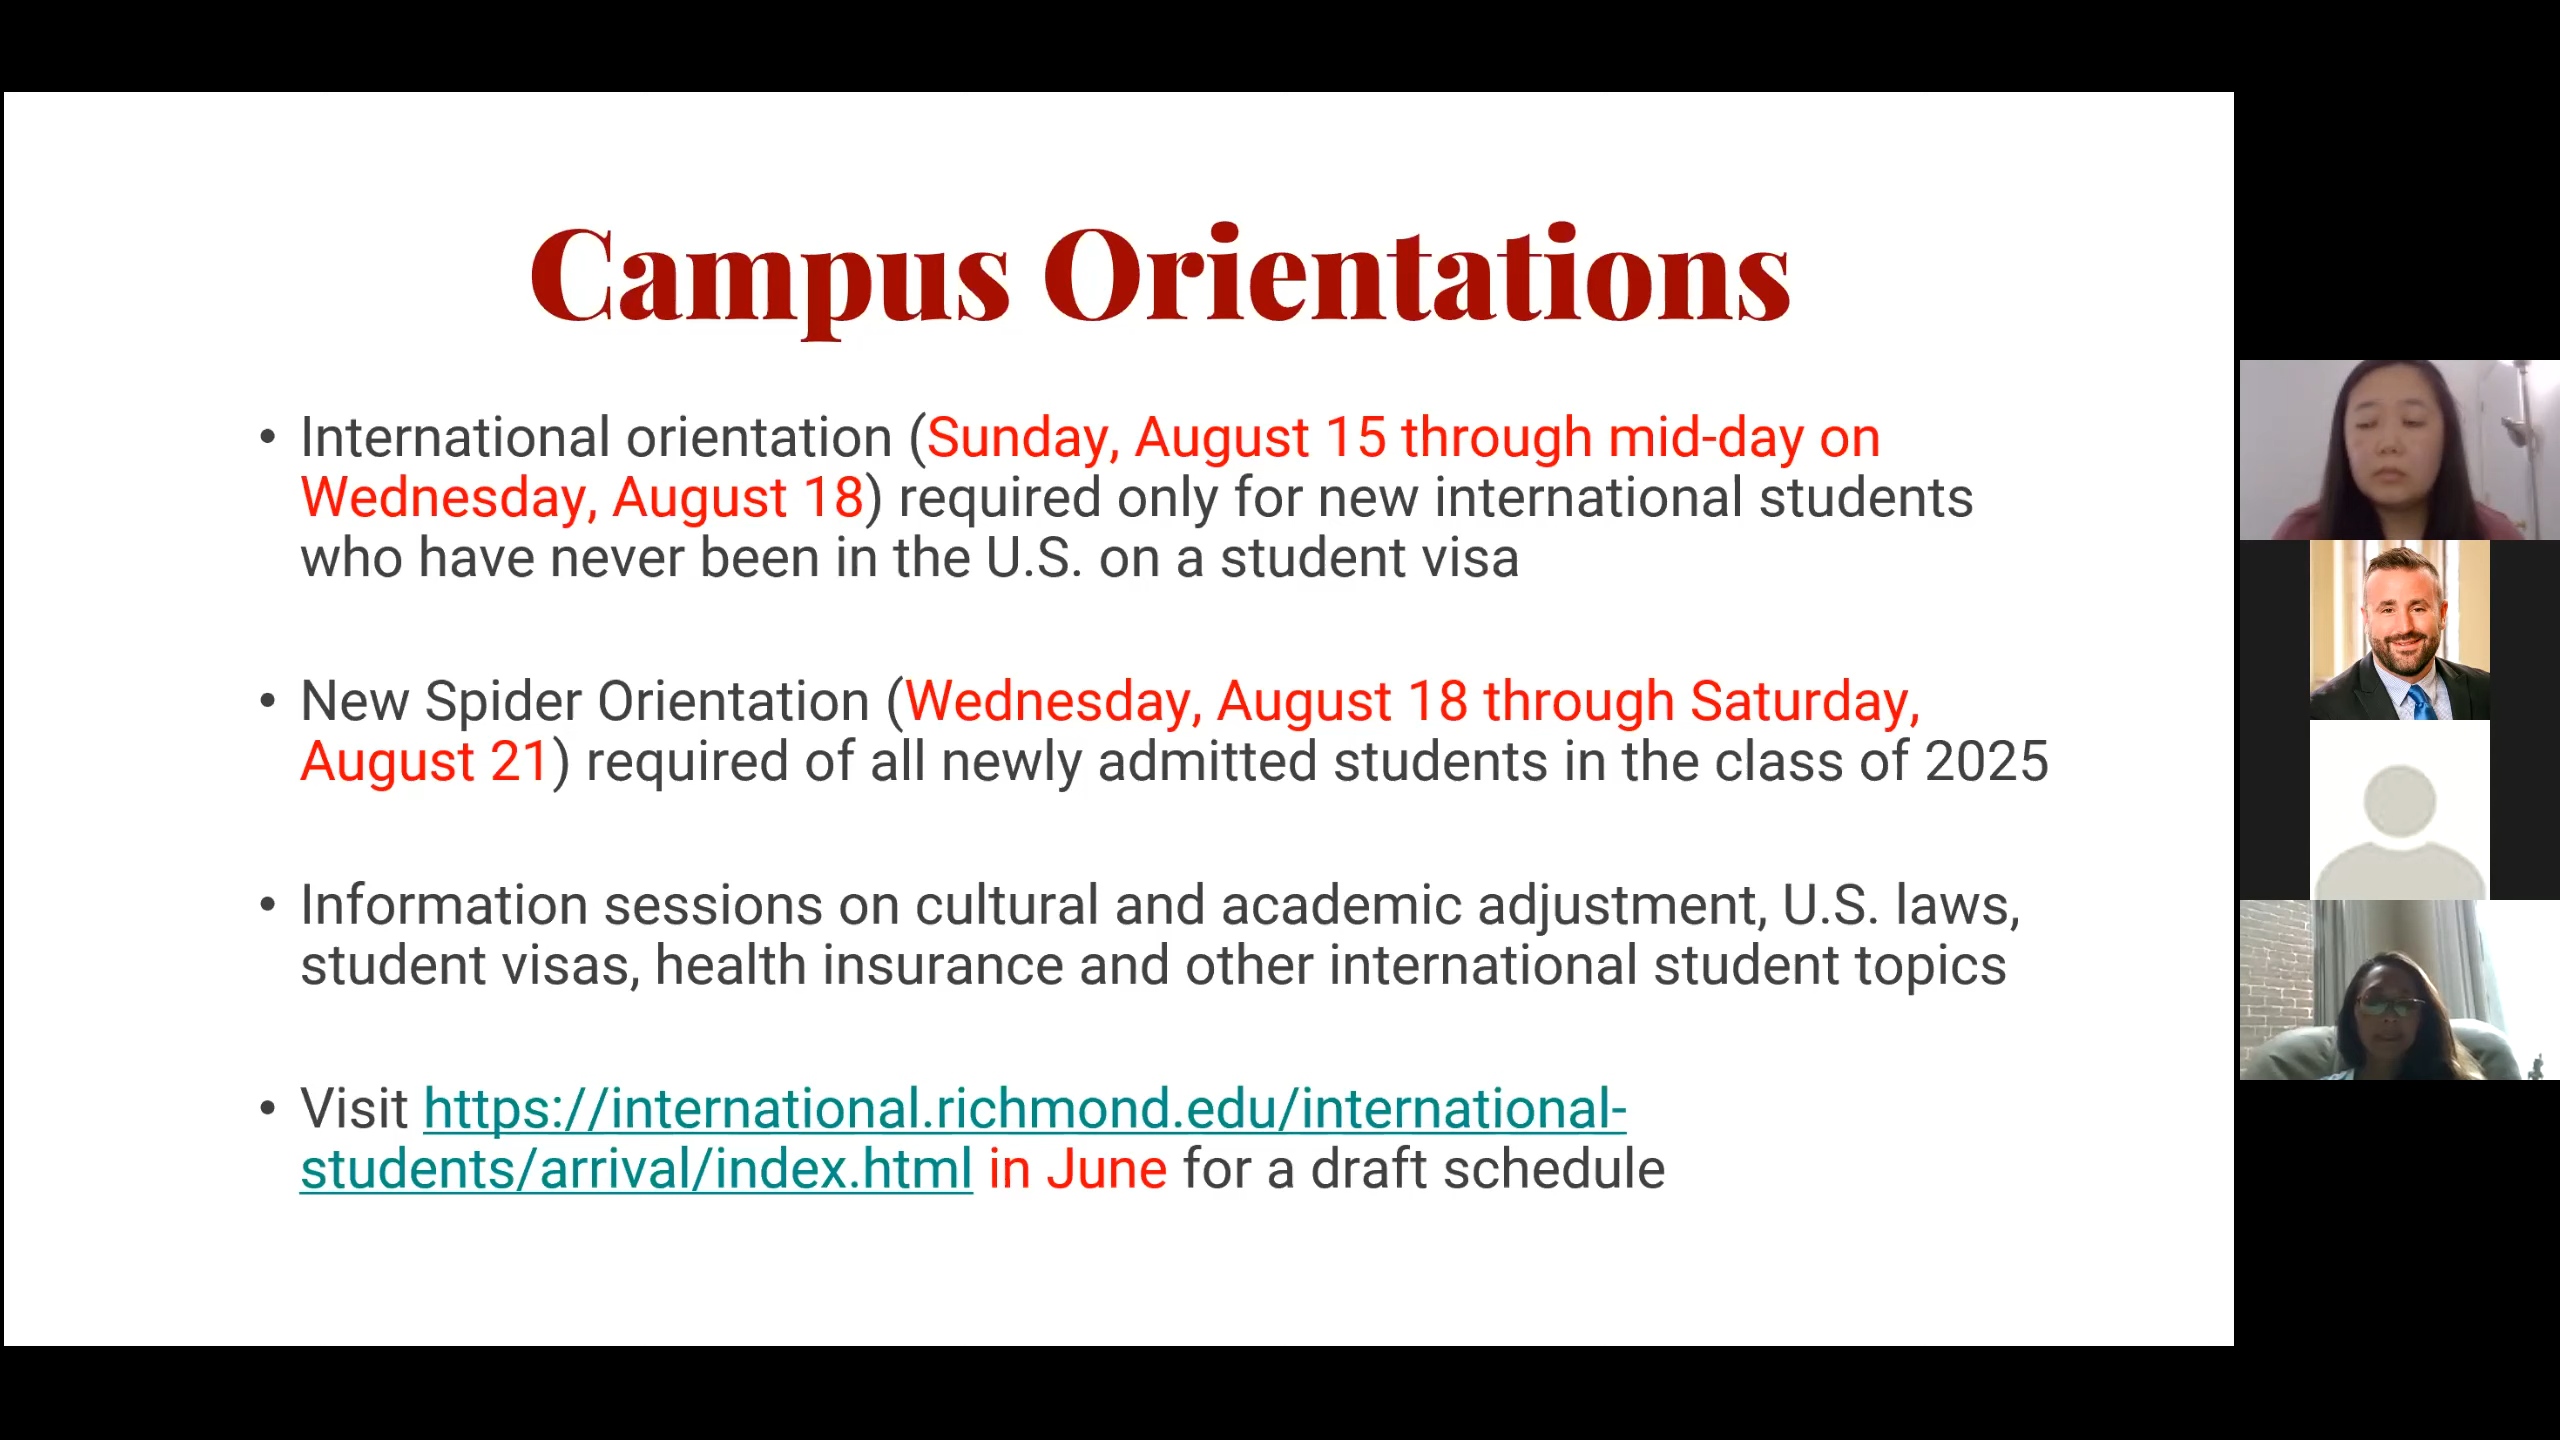 Campus Orientations
• International orientation (Sunday, August 15 through mid-day on
Wednesday, August 18) required only for new international students
who have never been in the U.S. on a student visa
• New Spider Orientation (Wednesday, August 18 through Saturday,
August 21) required of all newly admitted students in the class of 2025
• Information sessions on cultural and academic adjustment, U.S. laws,
student visas, health insurance and other international student topics
• Visit https://international.richmond.edu/international-
students/arrival/index.html in June for a draft schedule